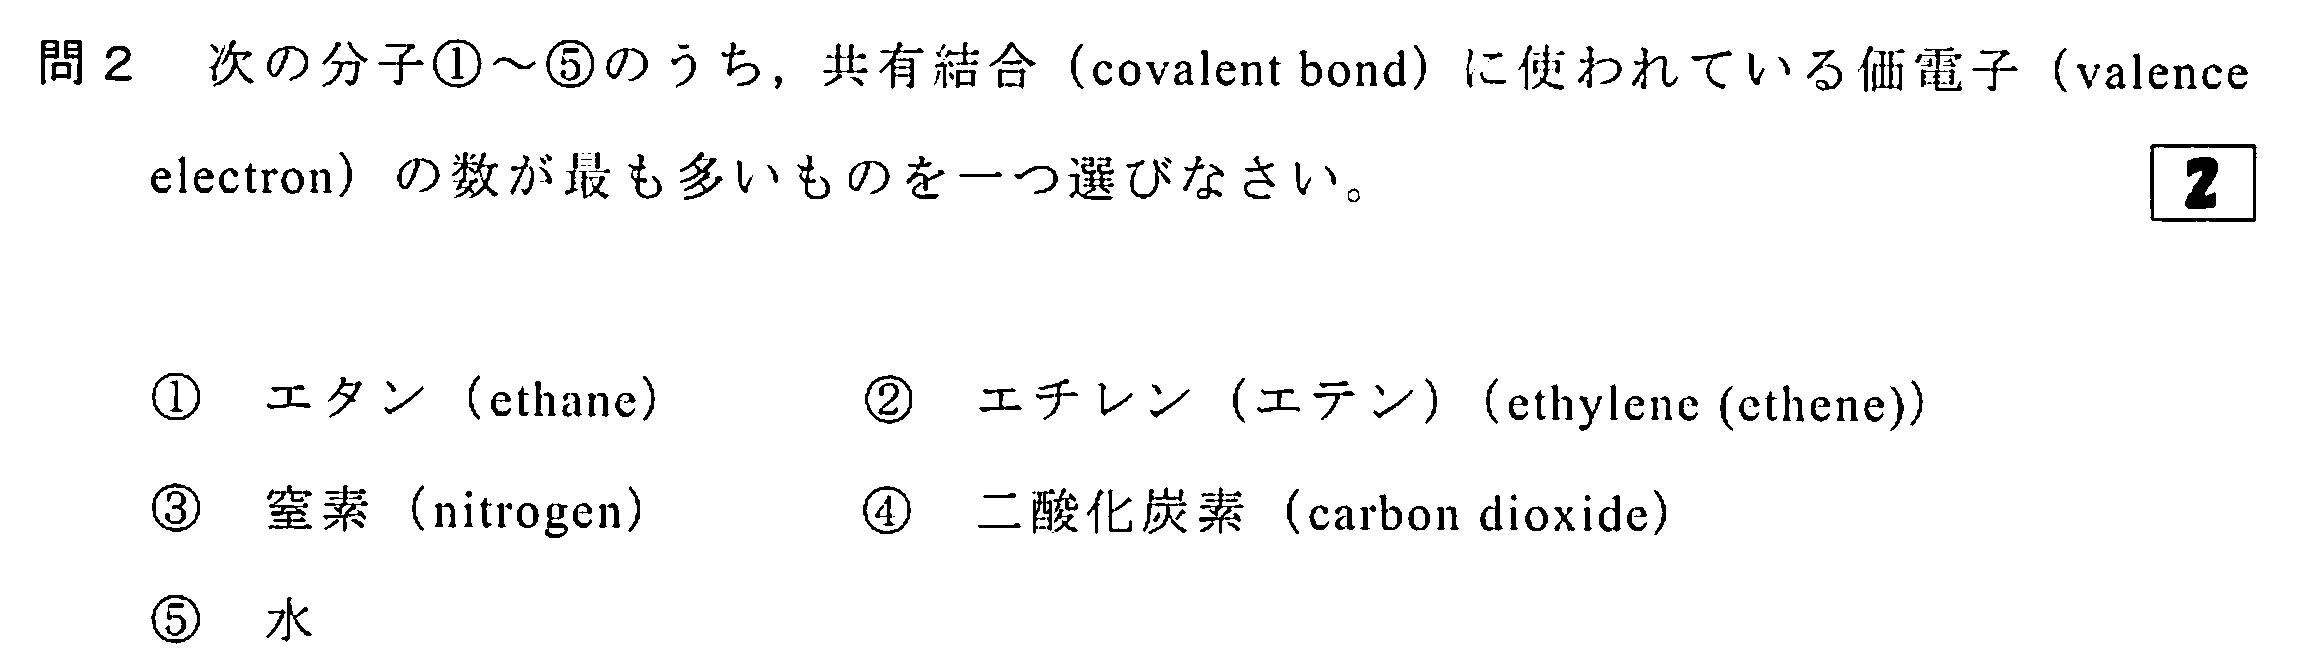 問2 次の分子①～⑤のうち，共有結合（covalent bond）に使われている価電子（valence
electron）の数が最も多いものを一つ選びなさい。 2
① エタン（ethane） ② エチレン（エテン）（ethylene (ethene)）
③ 窒素（nitrogen） ④ 二酸化炭素（carbon dioxide）
⑤ 水